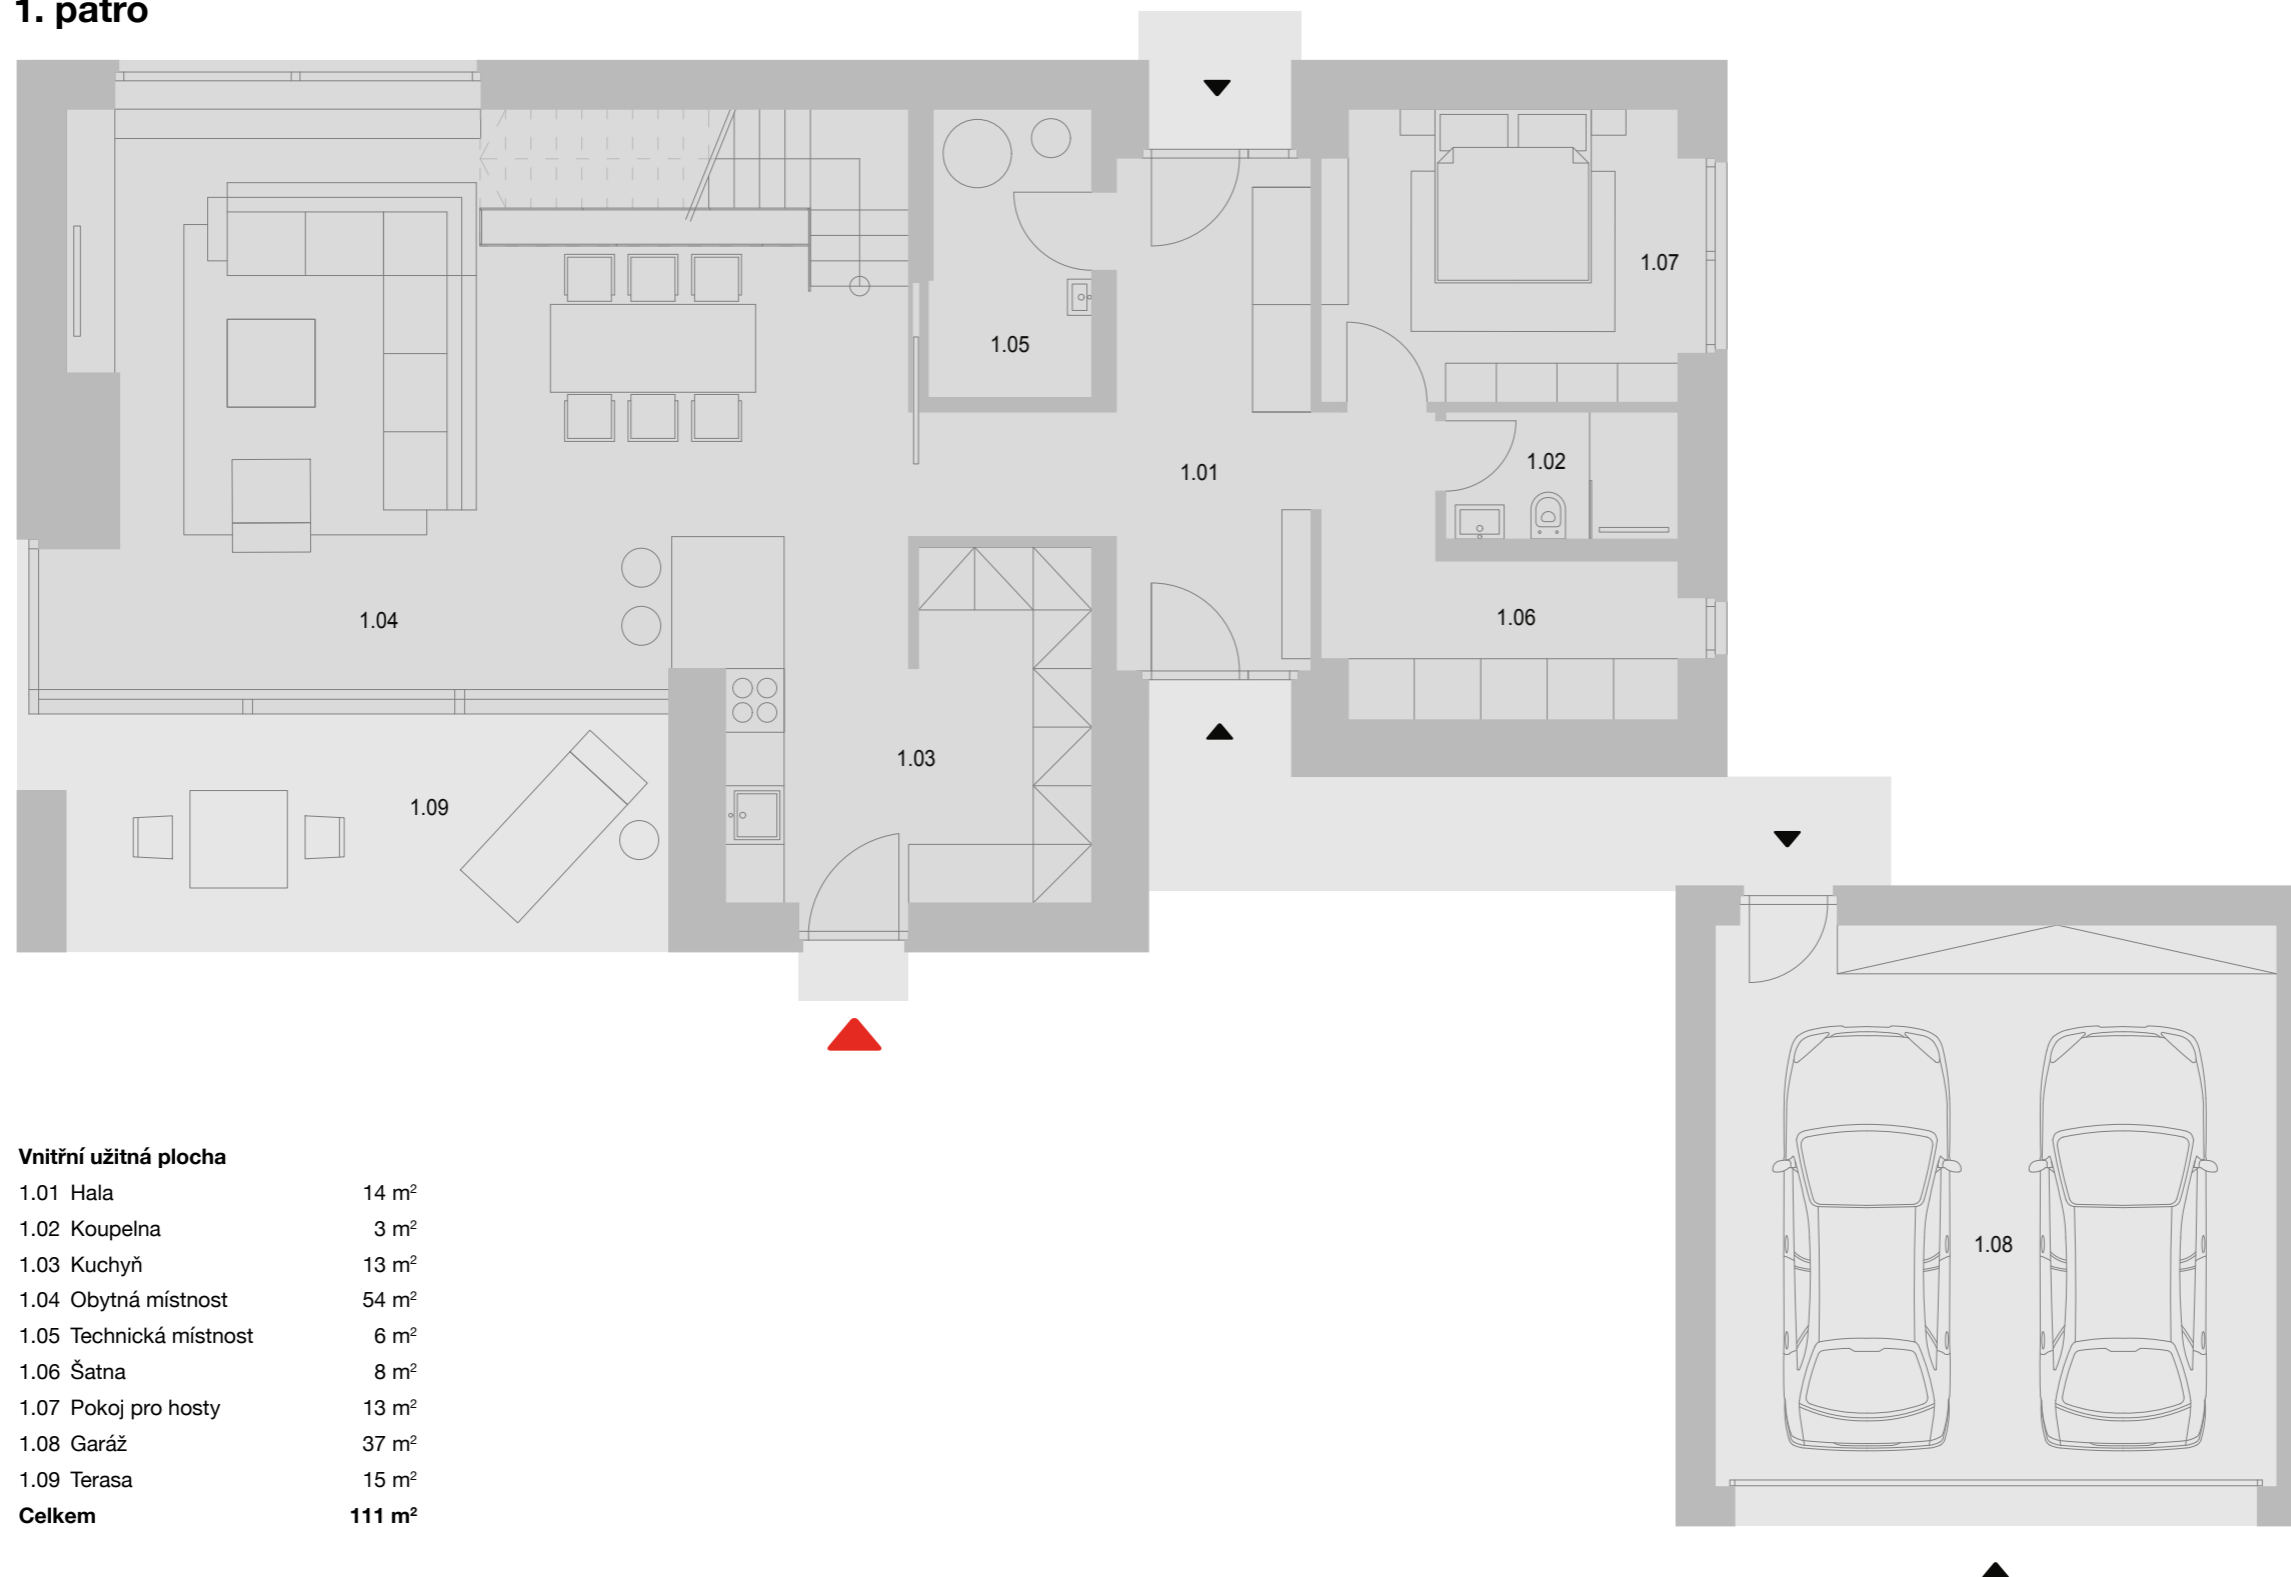 1. patro
1.07
1.05
1.02
1.01
1.06
1.04
1.03
1.09
1.08
Vnitřní užitná plocha
1.01 Hala 14 m²
1.02 Koupelna 3 m²
1.03 Kuchyň 13 m²
1.04 Obytná místnost 54 m²
1.05 Technická místnost 6 m²
1.06 Šatna 8 m²
1.07 Pokoj pro hosty 13 m²
1.08 Garáž 37 m²
1.09 Terasa 15 m²
Celkem 111 m²